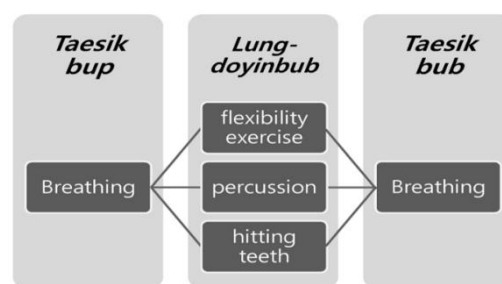 Taesik
bup
Lung-
doyinbub
Taesik
bub
Breathing
flexibility
exercise
percussion
hitting
teeth
Breathing